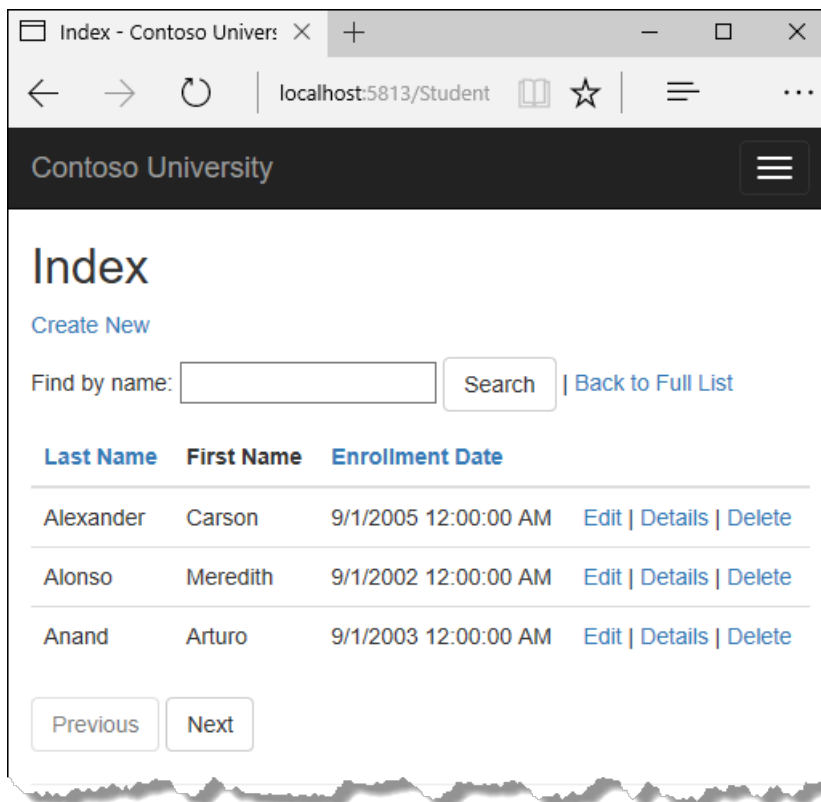 Index - Contoso Univers
localhost:5813/Student
Contoso University
Index
Create New
Find by name: Search | Back to Full List
Last Name First Name Enrollment Date
Alexander Carson 9/1/2005 12:00:00 AM Edit | Details | Delete
Alonso Meredith 9/1/2002 12:00:00 AM Edit | Details | Delete
Anand Arturo 9/1/2003 12:00:00 AM Edit | Details | Delete
Previous Next